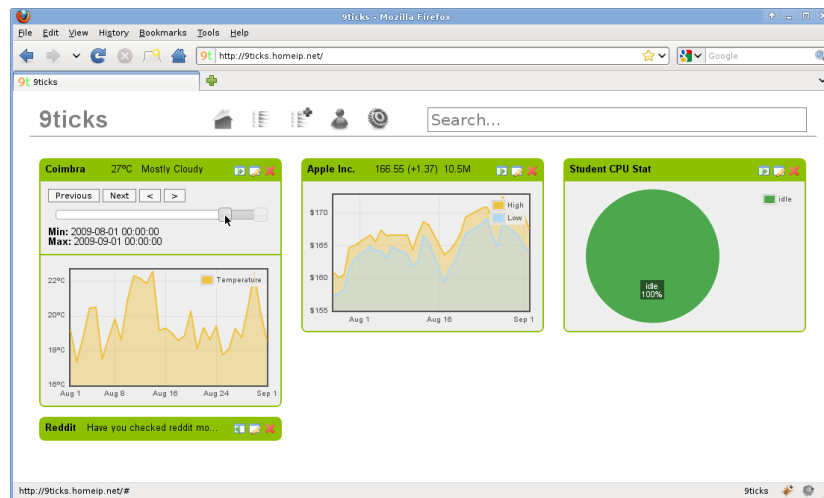 9ticks - Mozilla Firefox
File Edit View History Bookmarks Tools Help
9t http://9ticks.homeip.net/ Google
9t 9ticks
9ticks Search...
Coimbra 27ºC Mostly Cloudy
Previous Next < >
Min: 2009-08-01 00:00:00
Max: 2009-09-01 00:00:00
22ºC
20ºC
18ºC
16ºC
Temperature
Aug 1 Aug 8 Aug 16 Aug 24 Sep 1
Reddit Have you checked reddit mo...
Apple Inc. 166.55 (+1.37) 10.5M
$170
$165
$160
$155
High
Low
Aug 1 Aug 16 Sep 1
Student CPU Stat
idle
idle
100%
http://9ticks.homeip.net/# 9ticks